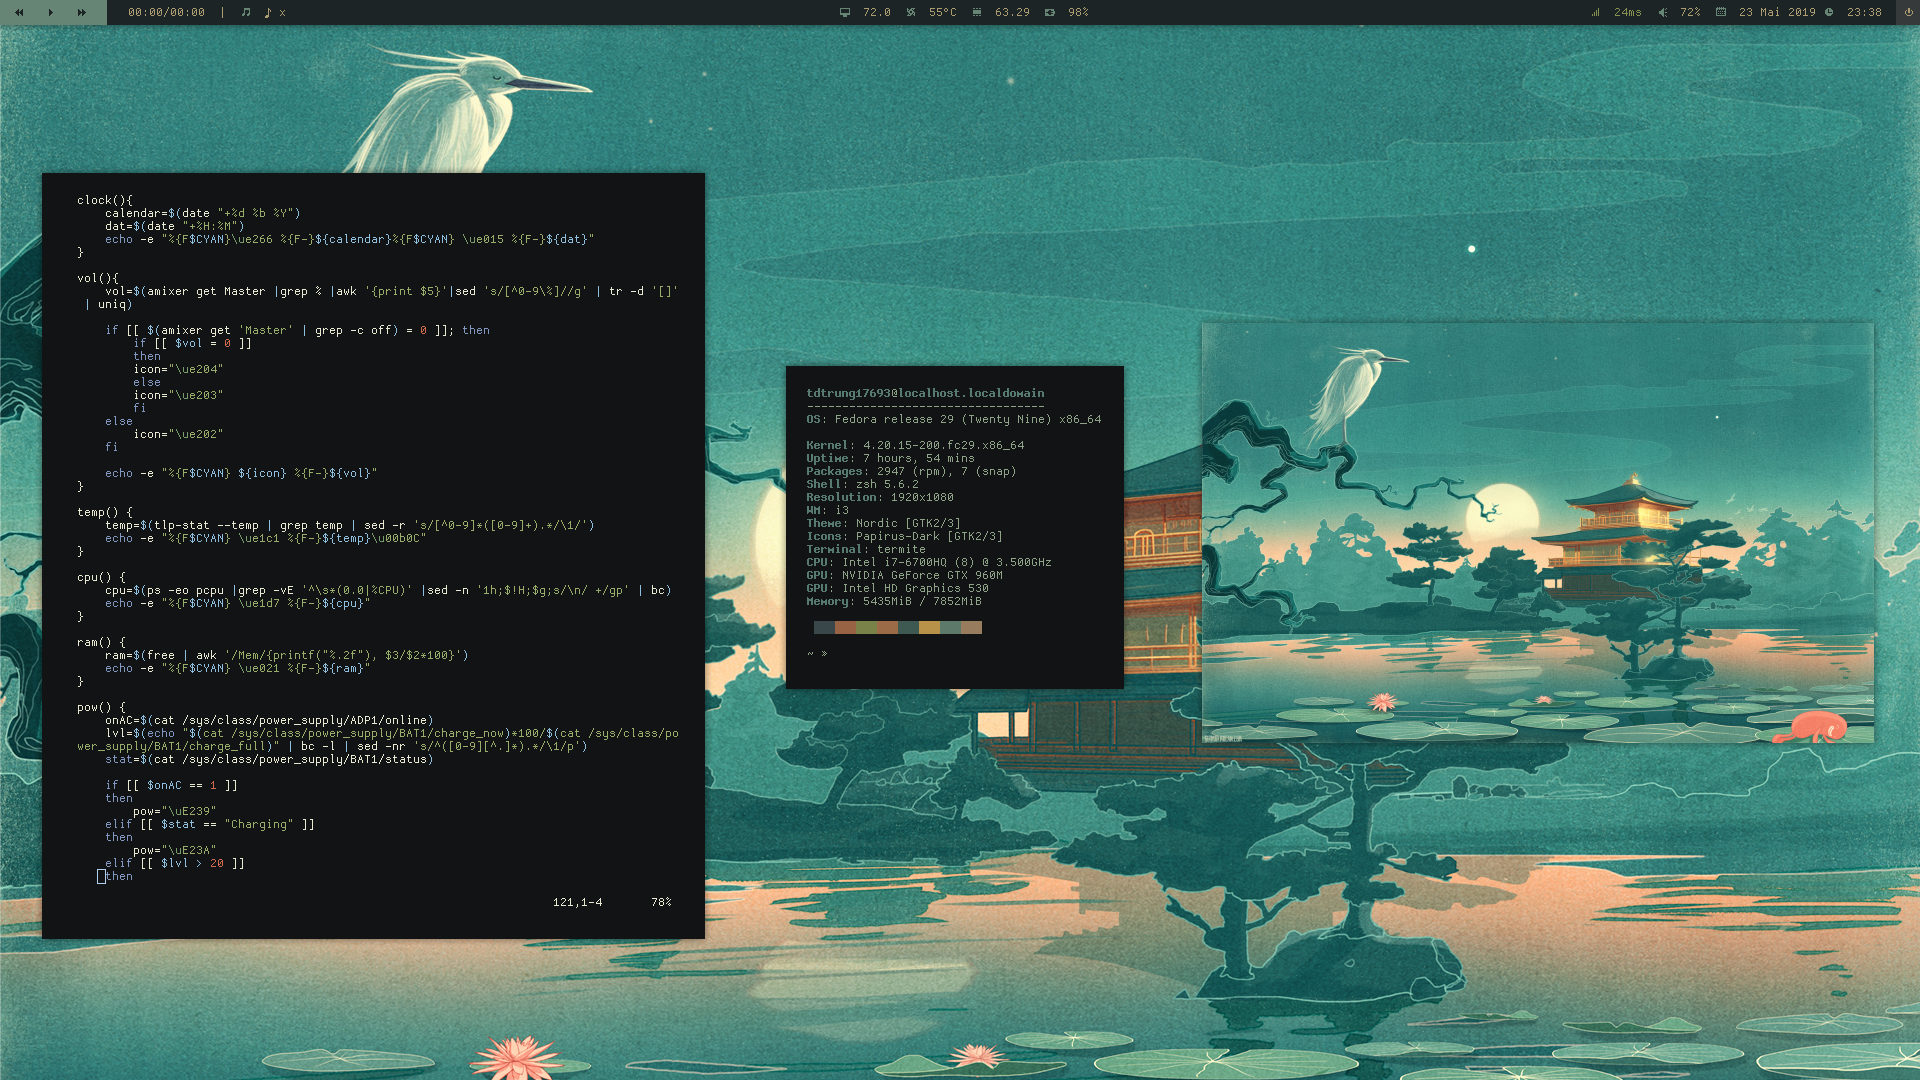 00:00/00:00 | x
72.0 55°C 63.29 98%
24ms 72% 23 Mai 2019 23:38
clock(){
    calendar=$(date "+%d %b %Y")
    dat=$(date "+%H:%M")
    echo -e "%{F$CYAN}\ue266 %{F-}${calendar}%{F$CYAN} \ue015 %{F-}${dat}"
}
vol(){
    vol=$(amixer get Master |grep % |awk '{print $5}'|sed 's/[^0-9\%]//g' | tr -d '[]'
 | uniq)
    if [[ $(amixer get 'Master' | grep -c off) = 0 ]]; then
        if [[ $vol = 0 ]]
        then
        icon="\ue204"
        else
        icon="\ue203"
        fi
    else
        icon="\ue202"
    fi
    echo -e "%{F$CYAN} ${icon} %{F-}${vol}"
}
temp() {
    temp=$(tlp-stat --temp | grep temp | sed -r 's/[^0-9]*([0-9]+).*/\1/')
    echo -e "%{F$CYAN} \ue1c1 %{F-}${temp}\u00b0C"
}
cpu() {
    cpu=$(ps -eo pcpu |grep -vE '^\s*(0.0|%CPU)' |sed -n '1h;$!H;$g;s/\n/ +/gp' | bc)
    echo -e "%{F$CYAN} \ue1d7 %{F-}${cpu}"
}
ram() {
    ram=$(free | awk '/Mem/{printf("%.2f"), $3/$2*100}')
    echo -e "%{F$CYAN} \ue021 %{F-}${ram}"
}
pow() {
    onAC=$(cat /sys/class/power_supply/ADP1/online)
    lvl=$(echo "$(cat /sys/class/power_supply/BAT1/charge_now)*100/$(cat /sys/class/po
wer_supply/BAT1/charge_full)" | bc -l | sed -nr 's/^([0-9][^.]*).*/\1/p')
    stat=$(cat /sys/class/power_supply/BAT1/status)
    if [[ $onAC == 1 ]]
    then
        pow="\uE239"
    elif [[ $stat == "Charging" ]]
    then
        pow="\uE23A"
    elif [[ $lvl > 20 ]]
    then
121,1-4 78%
tdtrung17693@localhost.localdomain
----------------------------------
OS: Fedora release 29 (Twenty Nine) x86_64
Kernel: 4.20.15-200.fc29.x86_64
Uptime: 7 hours, 54 mins
Packages: 2947 (rpm), 7 (snap)
Shell: zsh 5.6.2
Resolution: 1920x1080
WM: i3
Theme: Nordic [GTK2/3]
Icons: Papirus-Dark [GTK2/3]
Terminal: termite
CPU: Intel i7-6700HQ (8) @ 3.500GHz
GPU: NVIDIA GeForce GTX 960M
GPU: Intel HD Graphics 530
Memory: 5435MiB / 7852MiB
~ »